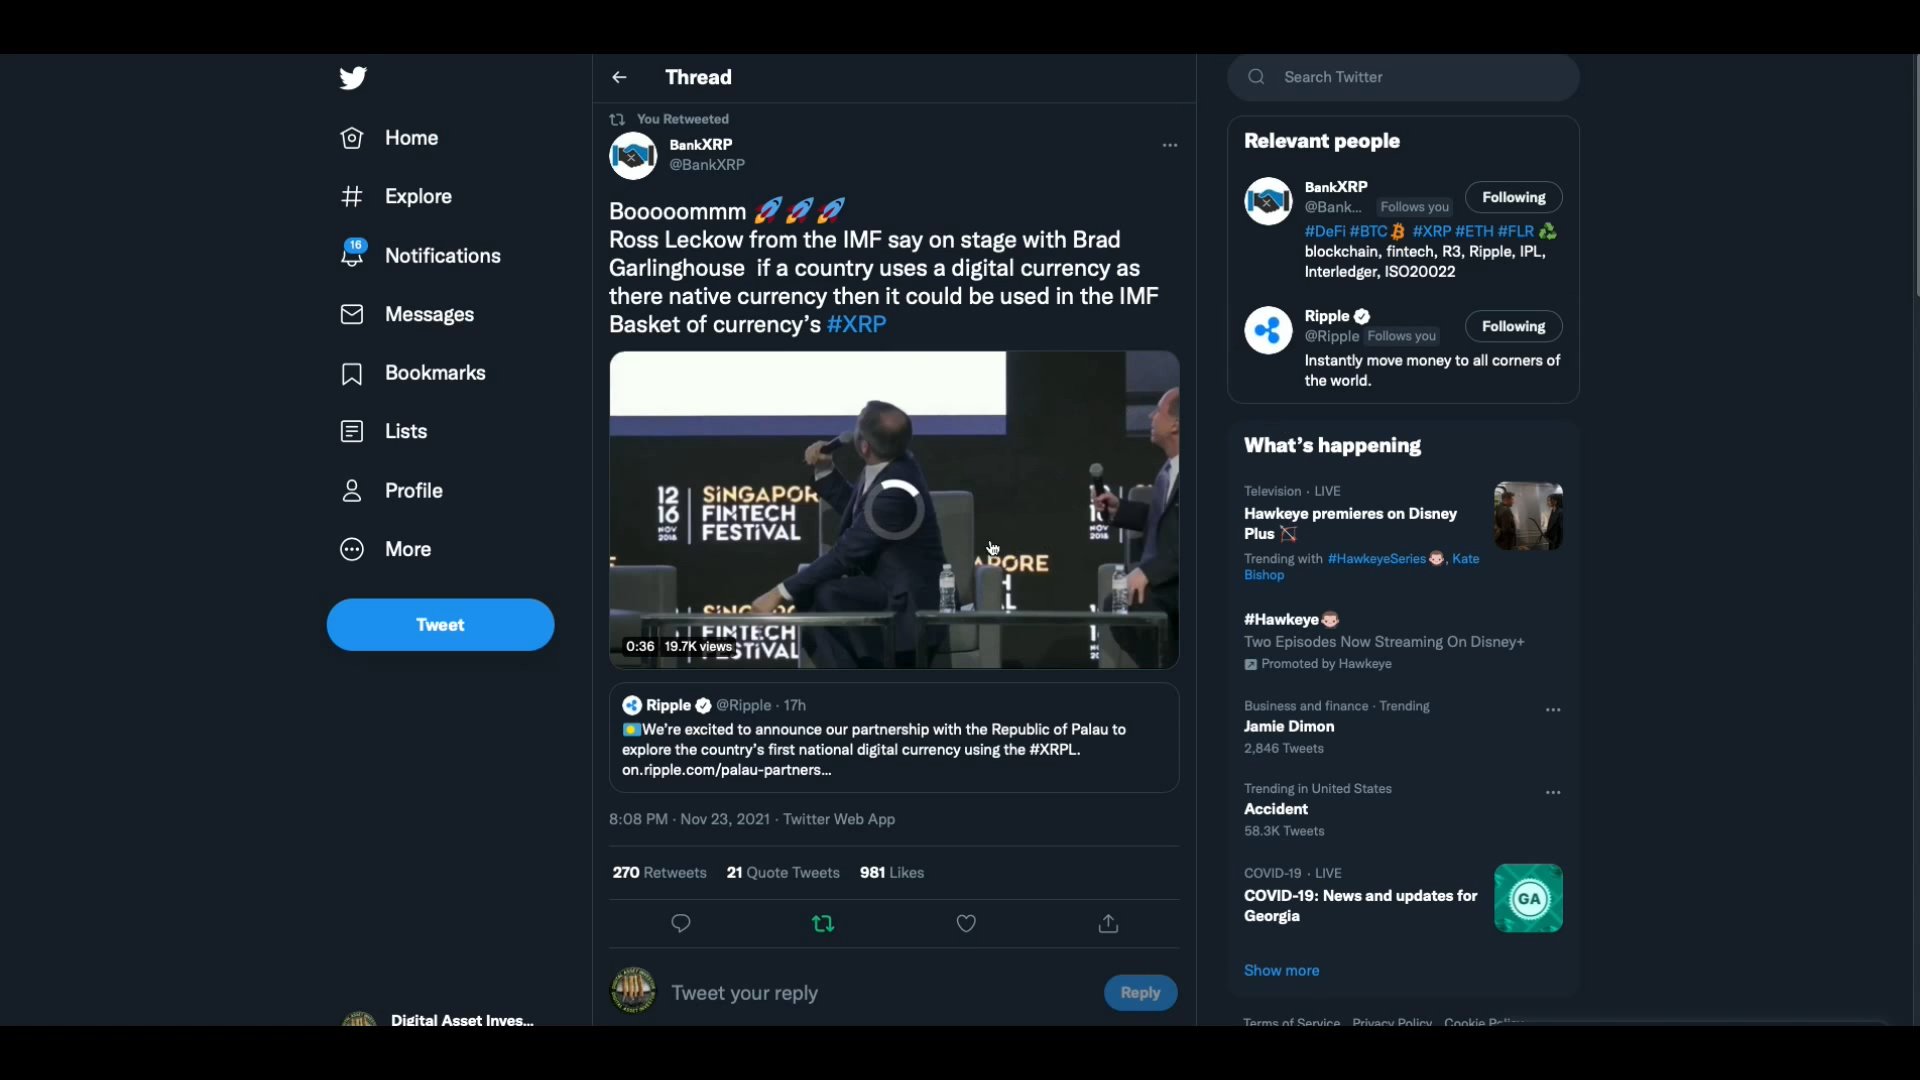 Home
Explore
16
Notifications
Messages
Bookmarks
Lists
Profile
More
Tweet
Digital Asset Inves...
Thread
You Retweeted
BankXRP
@BankXRP
Booooommm 🚀🚀🚀
Ross Leckow from the IMF say on stage with Brad
Garlinghouse if a country uses a digital currency as
there native currency then it could be used in the IMF
Basket of currency's #XRP
12
16
NOV
2018
SiNGAPOR
FiNTECH
FESTiVAL
APORE
0:36 19.7K views
Ripple @Ripple · 17h
🇵🇼We're excited to announce our partnership with the Republic of Palau to
explore the country's first national digital currency using the #XRPL.
on.ripple.com/palau-partners...
8:08 PM · Nov 23, 2021 · Twitter Web App
270 Retweets 21 Quote Tweets 981 Likes
Tweet your reply
Reply
Search Twitter
Relevant people
BankXRP
@Bank... Follows you
Following
#DeFi #BTC #XRP #ETH #FLR ♻
blockchain, fintech, R3, Ripple, IPL,
Interledger, ISO20022
Ripple
@Ripple Follows you
Following
Instantly move money to all corners of
the world.
What's happening
Television · LIVE
Hawkeye premieres on Disney
Plus 🏹
Trending with #HawkeyeSeries, Kate
Bishop
#Hawkeye
Two Episodes Now Streaming On Disney+
Promoted by Hawkeye
Business and finance · Trending
Jamie Dimon
2,846 Tweets
Trending in United States
Accident
58.3K Tweets
COVID-19 · LIVE
COVID-19: News and updates for
Georgia
GA
Show more
Terms of Service Privacy Policy Cookie Policy